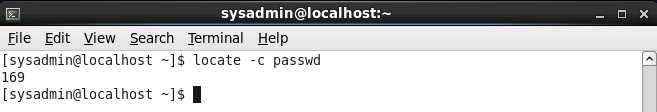 sysadmin@localhost:~
File Edit View Search Terminal Help
[sysadmin@localhost ~]$ locate -c passwd
169
[sysadmin@localhost ~]$